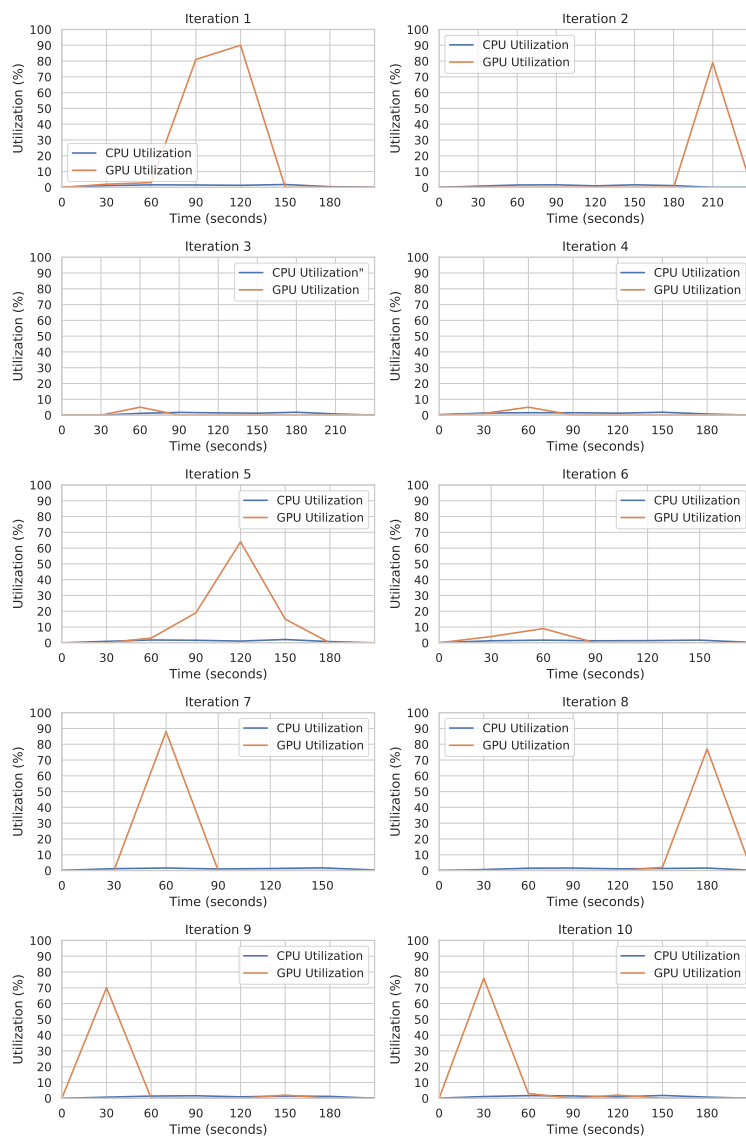 Iteration 1
Utilization (%)
100
90
80
70
60
50
40
30
20
10
0
CPU Utilization
GPU Utilization
0 30 60 90 120 150 180
Time (seconds)
Iteration 2
Utilization (%)
100
90
80
70
60
50
40
30
20
10
0
CPU Utilization
GPU Utilization
0 30 60 90 120 150 180 210
Time (seconds)
Iteration 3
Utilization (%)
100
90
80
70
60
50
40
30
20
10
0
CPU Utilization"
GPU Utilization
0 30 60 90 120 150 180 210
Time (seconds)
Iteration 4
Utilization (%)
100
90
80
70
60
50
40
30
20
10
0
CPU Utilization
GPU Utilization
0 30 60 90 120 150 180
Time (seconds)
Iteration 5
Utilization (%)
100
90
80
70
60
50
40
30
20
10
0
CPU Utilization
GPU Utilization
0 30 60 90 120 150 180
Time (seconds)
Iteration 6
Utilization (%)
100
90
80
70
60
50
40
30
20
10
0
CPU Utilization
GPU Utilization
0 30 60 90 120 150
Time (seconds)
Iteration 7
Utilization (%)
100
90
80
70
60
50
40
30
20
10
0
CPU Utilization
GPU Utilization
0 30 60 90 120 150
Time (seconds)
Iteration 8
Utilization (%)
100
90
80
70
60
50
40
30
20
10
0
CPU Utilization
GPU Utilization
0 30 60 90 120 150 180
Time (seconds)
Iteration 9
Utilization (%)
100
90
80
70
60
50
40
30
20
10
0
CPU Utilization
GPU Utilization
0 30 60 90 120 150 180
Time (seconds)
Iteration 10
Utilization (%)
100
90
80
70
60
50
40
30
20
10
0
CPU Utilization
GPU Utilization
0 30 60 90 120 150 180
Time (seconds)